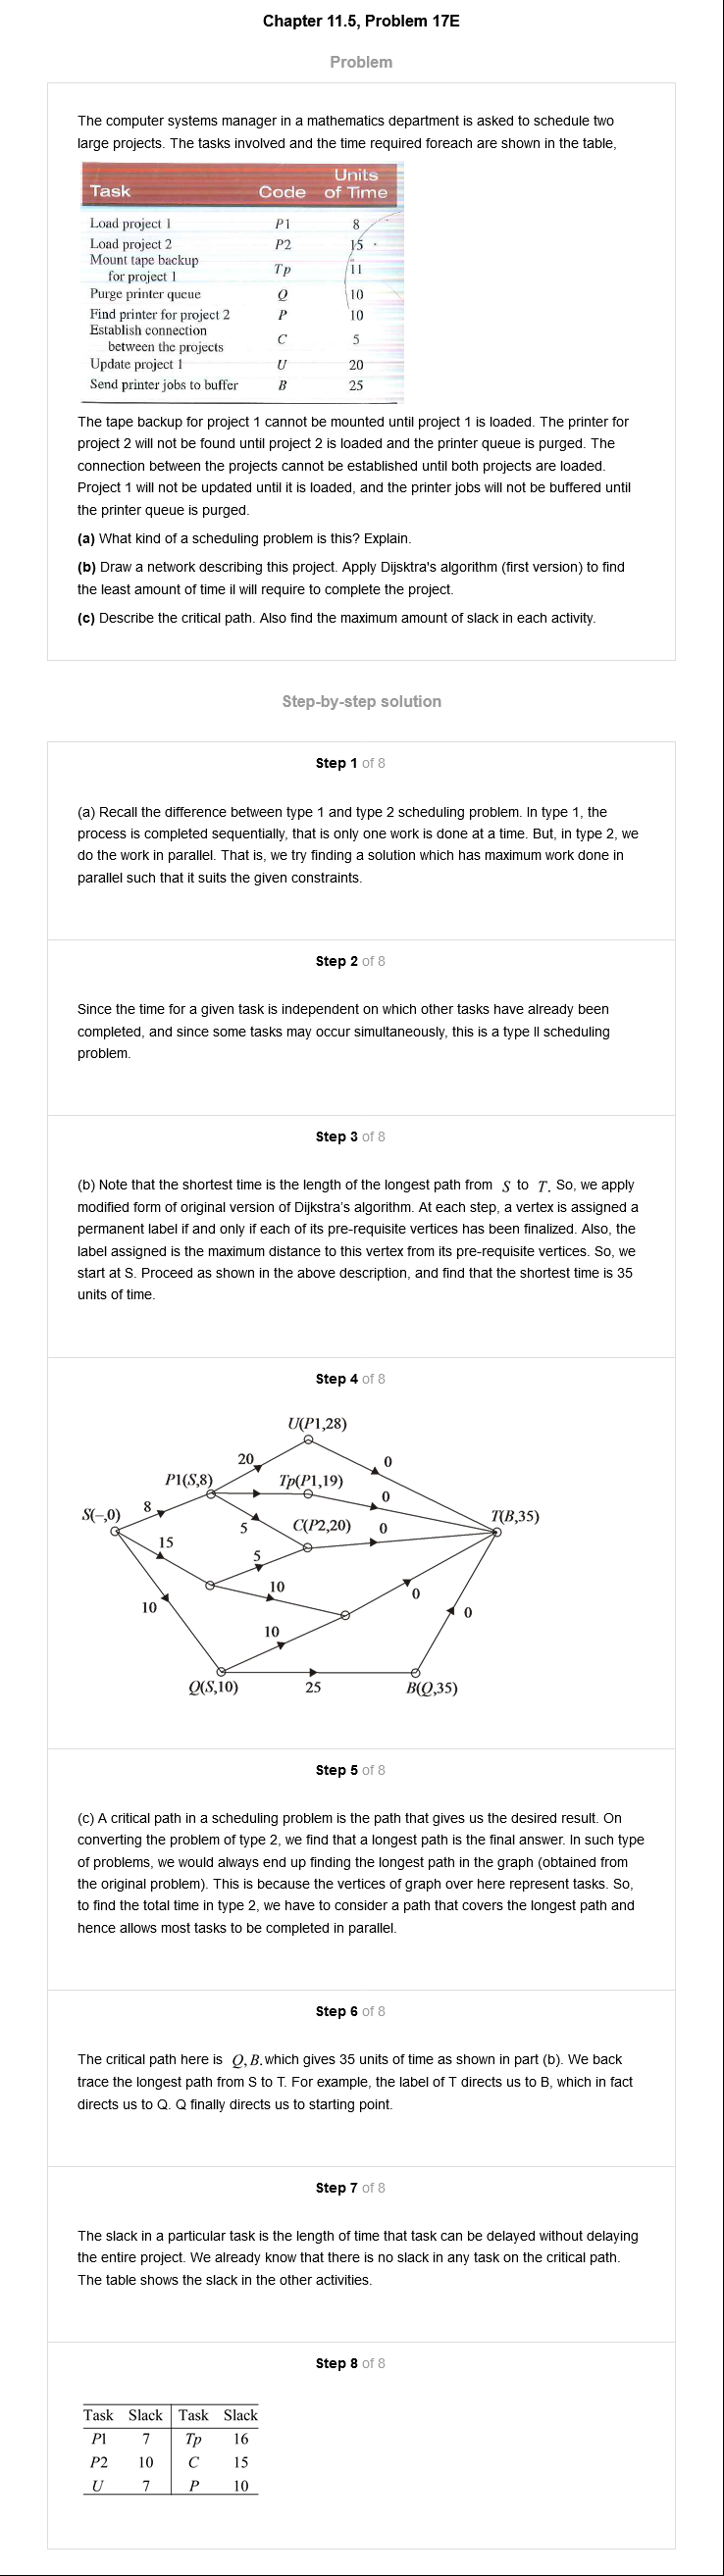 Chapter 11.5, Problem 17E
Problem
The computer systems manager in a mathematics department is asked to schedule two
large projects. The tasks involved and the time required foreach are shown in the table,
Task Code Units of Time
Load project 1 P1 8
Load project 2 P2 15
Mount tape backup
for project 1 Tp 11
Purge printer queue Q 10
Find printer for project 2 P 10
Establish connection
between the projects C 5
Update project 1 U 20
Send printer jobs to buffer B 25
The tape backup for project 1 cannot be mounted until project 1 is loaded. The printer for
project 2 will not be found until project 2 is loaded and the printer queue is purged. The
connection between the projects cannot be established until both projects are loaded.
Project 1 will not be updated until it is loaded, and the printer jobs will not be buffered until
the printer queue is purged.
(a) What kind of a scheduling problem is this? Explain.
(b) Draw a network describing this project. Apply Dijsktra's algorithm (first version) to find
the least amount of time il will require to complete the project.
(c) Describe the critical path. Also find the maximum amount of slack in each activity.
Step-by-step solution
Step 1 of 8
(a) Recall the difference between type 1 and type 2 scheduling problem. In type 1, the
process is completed sequentially, that is only one work is done at a time. But, in type 2, we
do the work in parallel. That is, we try finding a solution which has maximum work done in
parallel such that it suits the given constraints.
Step 2 of 8
Since the time for a given task is independent on which other tasks have already been
completed, and since some tasks may occur simultaneously, this is a type II scheduling
problem.
Step 3 of 8
(b) Note that the shortest time is the length of the longest path from S to T. So, we apply
modified form of original version of Dijkstra's algorithm. At each step, a vertex is assigned a
permanent label if and only if each of its pre-requisite vertices has been finalized. Also, the
label assigned is the maximum distance to this vertex from its pre-requisite vertices. So, we
start at S. Proceed as shown in the above description, and find that the shortest time is 35
units of time.
Step 4 of 8
U(P1,28)
20
0
P1(S,8)
Tp(P1,19)
0
S(–,0)
8
5
C(P2,20)
0
T(B,35)
15
5
10
10
0
0
10
Q(S,10)
25
B(Q,35)
Step 5 of 8
(c) A critical path in a scheduling problem is the path that gives us the desired result. On
converting the problem of type 2, we find that a longest path is the final answer. In such type
of problems, we would always end up finding the longest path in the graph (obtained from
the original problem). This is because the vertices of graph over here represent tasks. So,
to find the total time in type 2, we have to consider a path that covers the longest path and
hence allows most tasks to be completed in parallel.
Step 6 of 8
The critical path here is Q, B. which gives 35 units of time as shown in part (b). We back
trace the longest path from S to T. For example, the label of T directs us to B, which in fact
directs us to Q. Q finally directs us to starting point.
Step 7 of 8
The slack in a particular task is the length of time that task can be delayed without delaying
the entire project. We already know that there is no slack in any task on the critical path.
The table shows the slack in the other activities.
Step 8 of 8
Task Slack Task Slack
P1 7 Tp 16
P2 10 C 15
U 7 P 10